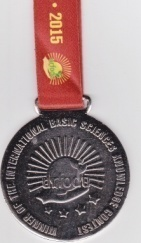 • 2015
WINNER OF THE INTERNATIONAL BASIC SCIENCES KNOWLEDGE CONTEST